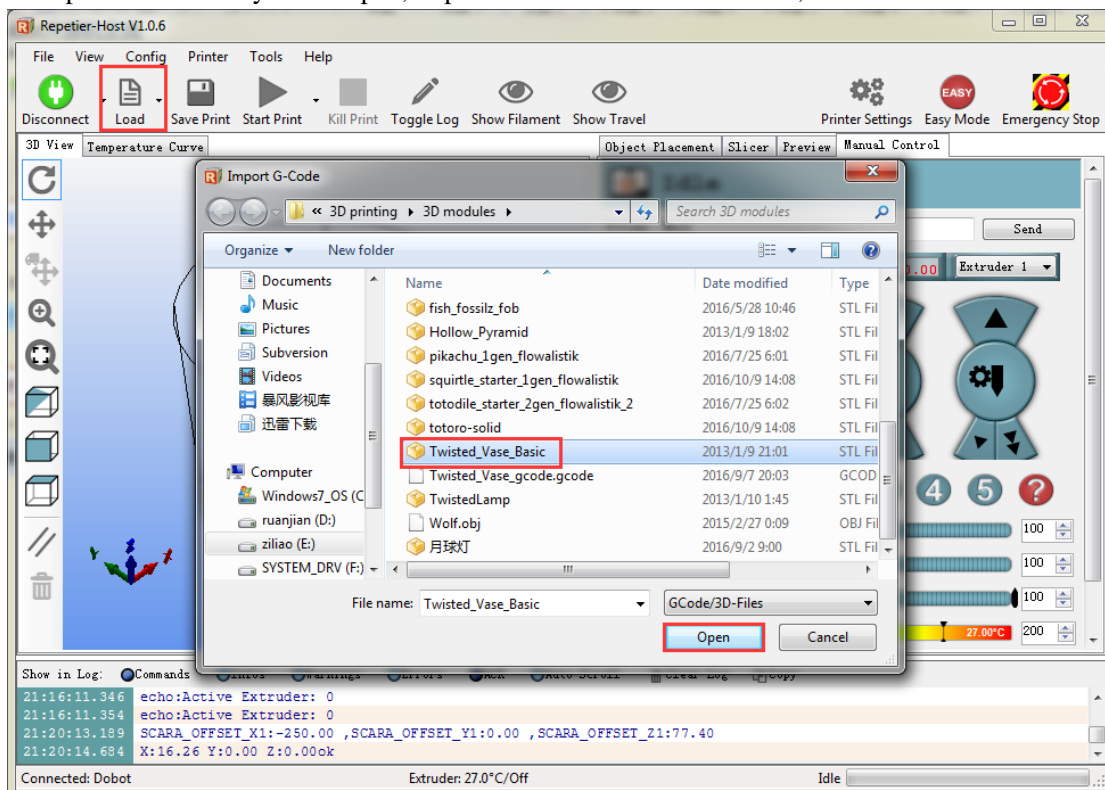 Repetier-Host V1.0.6
File View Config Printer Tools Help
Disconnect Load Save Print Start Print Kill Print Toggle Log Show Filament Show Travel Printer Settings Easy Mode Emergency Stop
EASY
3D View Temperature Curve Object Placement Slicer Preview Manual Control
Import G-Code
Idle
« 3D printing ▸ 3D modules ▸ Search 3D modules
Send
Organize New folder
Extruder 1
Documents
Music
Pictures
Subversion
Videos
暴风影视库
迅雷下载
Computer
Windows7_OS (C
ruanjian (D:)
ziliao (E:)
SYSTEM_DRV (F:)
Name Date modified Type
fish_fossilz_fob 2016/5/28 10:46 STL Fil
Hollow_Pyramid 2013/1/9 18:02 STL Fil
pikachu_1gen_flowalistik 2016/7/25 6:01 STL Fil
squirtle_starter_1gen_flowalistik 2016/10/9 14:08 STL Fil
totodile_starter_2gen_flowalistik_2 2016/7/25 6:02 STL Fil
totoro-solid 2016/10/9 14:08 STL Fil
Twisted_Vase_Basic 2013/1/9 21:01 STL Fil
Twisted_Vase_gcode.gcode 2016/9/7 20:03 GCOD
TwistedLamp 2013/1/10 1:45 STL Fil
Wolf.obj 2015/2/27 0:09 OBJ Fil
月球灯 2016/9/2 9:00 STL Fil
File name: Twisted_Vase_Basic GCode/3D-Files
Open Cancel
4 5 ?
100
100
100
27.00°C 200
Y Z X
Show in Log: Commands Infos Warnings Errors ACK Auto Scroll Clear Log Copy
21:16:11.346 echo:Active Extruder: 0
21:16:11.354 echo:Active Extruder: 0
21:20:13.189 SCARA_OFFSET_X1:-250.00 ,SCARA_OFFSET_Y1:0.00 ,SCARA_OFFSET_Z1:77.40
21:20:14.684 X:16.26 Y:0.00 Z:0.00ok
Connected: Dobot Extruder: 27.0°C/Off Idle